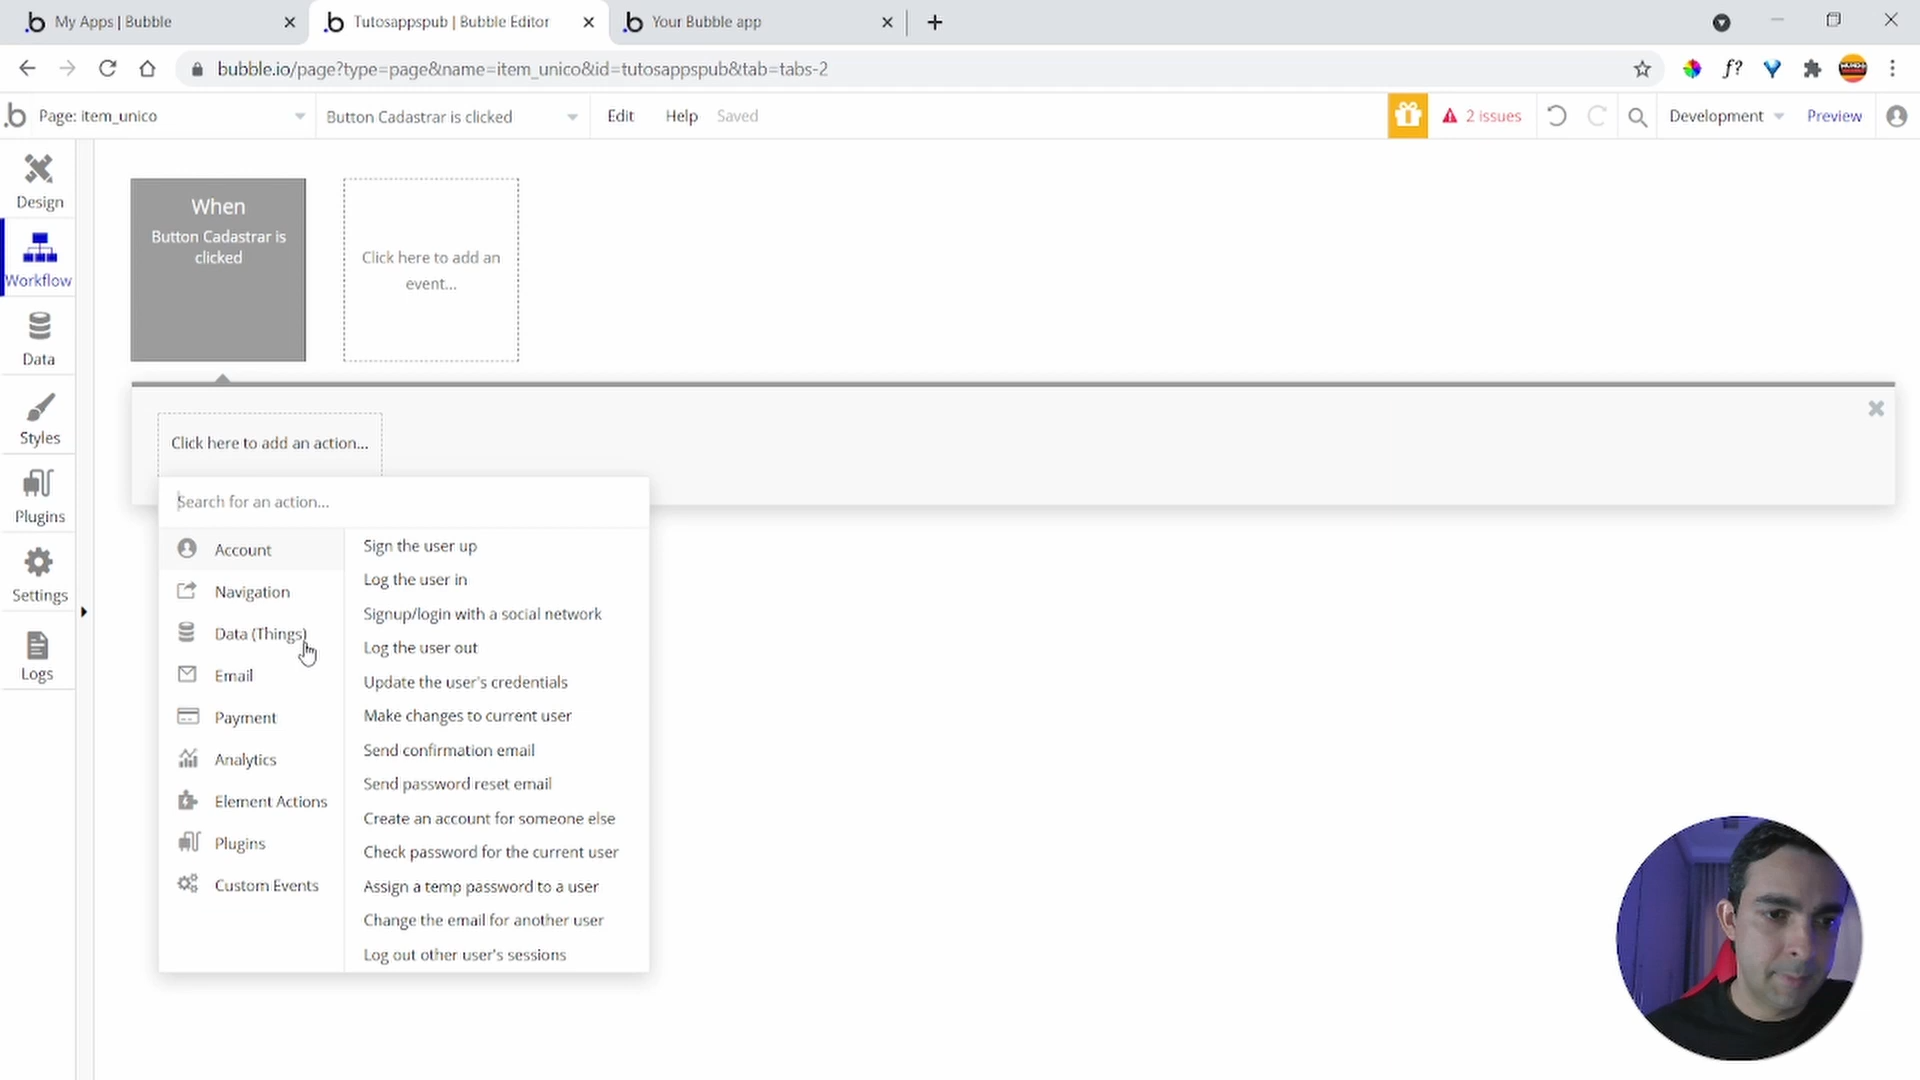 My Apps | Bubble
Tutosappspub | Bubble Editor
Your Bubble app
bubble.io/page?type=page&name=item_unico&id=tutosappspub&tab=tabs-2
f?
Page: item_unico
Button Cadastrar is clicked
Edit
Help
Saved
2 issues
Development
Preview
Design
Workflow
Data
Styles
Plugins
Settings
Logs
When
Button Cadastrar is
clicked
Click here to add an
event...
Click here to add an action...
Search for an action...
Account
Navigation
Data (Things)
Email
Payment
Analytics
Element Actions
Plugins
Custom Events
Sign the user up
Log the user in
Signup/login with a social network
Log the user out
Update the user's credentials
Make changes to current user
Send confirmation email
Send password reset email
Create an account for someone else
Check password for the current user
Assign a temp password to a user
Change the email for another user
Log out other user's sessions